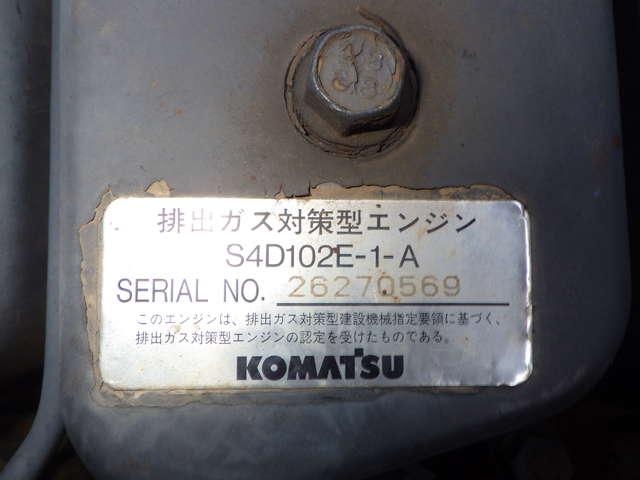 排出ガス対策型エンジン
S4D102E-1-A
SERIAL NO. 26270569
このエンジンは、排出ガス対策型建設機械指定要領に基づく、
排出ガス対策型エンジンの認定を受けたものである。
KOMATSU